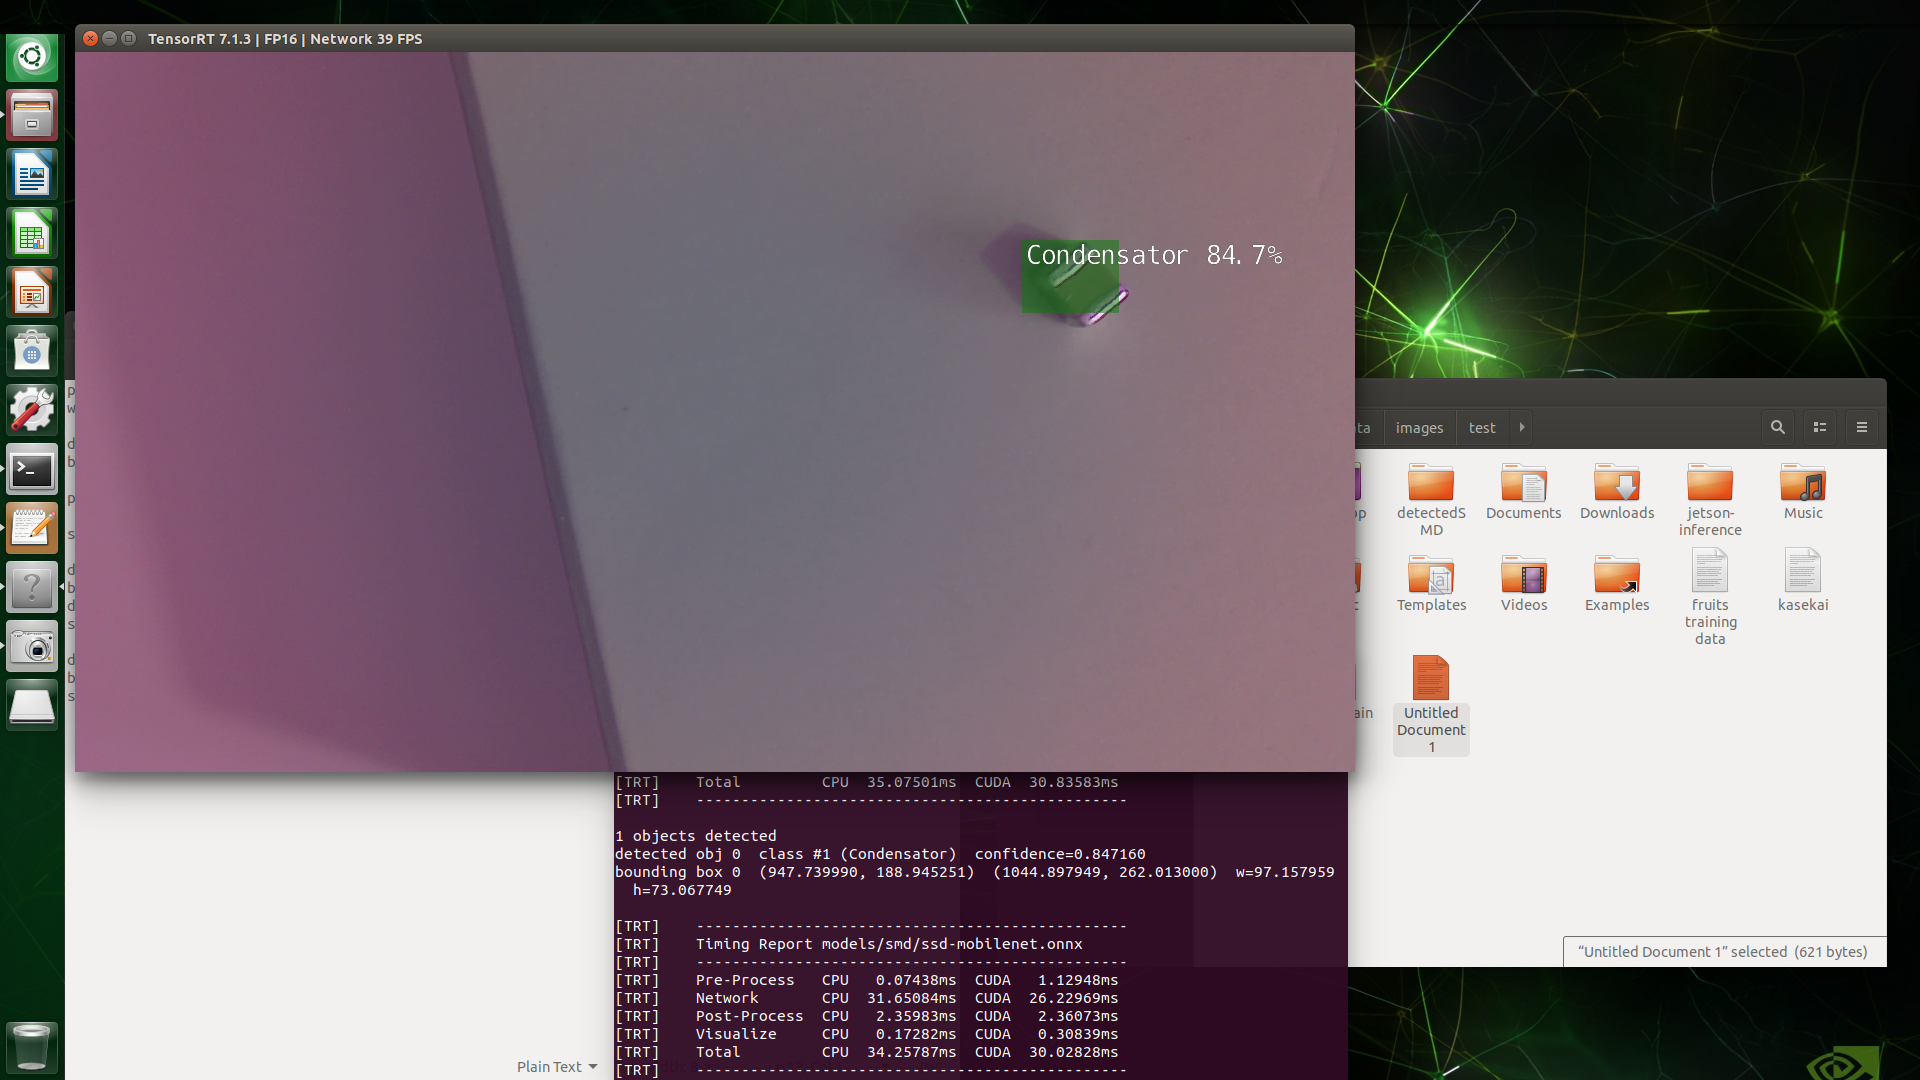 TensorRT 7.1.3 | FP16 | Network 39 FPS
Condensator 84.7%
images
test
detectedS
MD
Documents
Downloads
jetson-
inference
Music
Templates
Videos
Examples
fruits
training
data
kasekai
Untitled
Document
1
"Untitled Document 1" selected (621 bytes)
[TRT] Total CPU 35.07501ms CUDA 30.83583ms
[TRT] ------------------------------------------------
1 objects detected
detected obj 0 class #1 (Condensator) confidence=0.847160
bounding box 0 (947.739990, 188.945251) (1044.897949, 262.013000) w=97.157959
h=73.067749
[TRT] ------------------------------------------------
[TRT] Timing Report models/smd/ssd-mobilenet.onnx
[TRT] ------------------------------------------------
[TRT] Pre-Process CPU 0.07438ms CUDA 1.12948ms
[TRT] Network CPU 31.65084ms CUDA 26.22969ms
[TRT] Post-Process CPU 2.35983ms CUDA 2.36073ms
[TRT] Visualize CPU 0.17282ms CUDA 0.30839ms
[TRT] Total CPU 34.25787ms CUDA 30.02828ms
[TRT] ------------------------------------------------
Plain Text